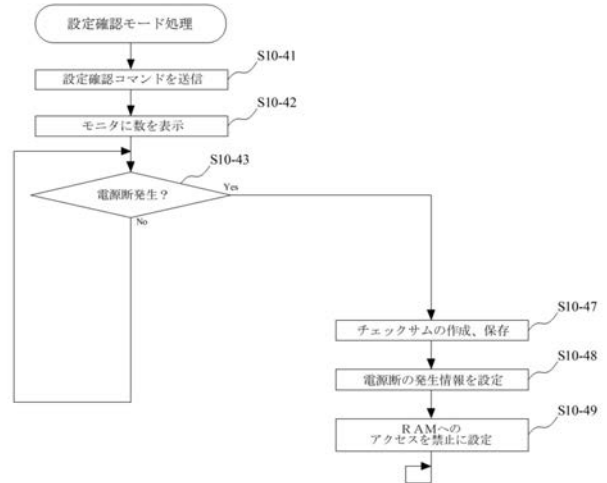 設定確認モード処理
S10-41
設定確認コマンドを送信
S10-42
モニタに数を表示
S10-43
電源断発生？
Yes
No
S10-47
チェックサムの作成、保存
S10-48
電源断の発生情報を設定
S10-49
ＲＡＭへの
アクセスを禁止に設定